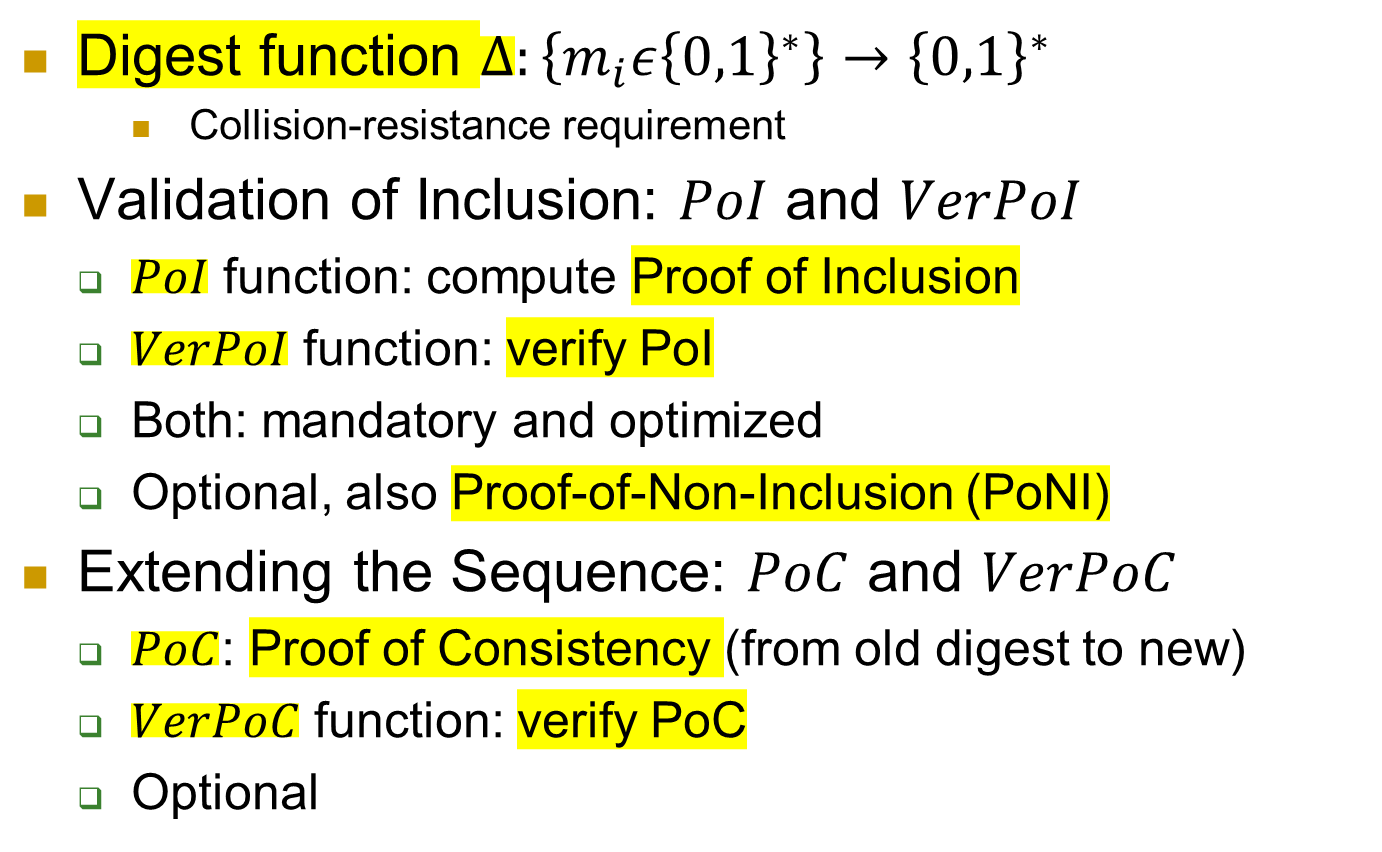 Digest function Δ: {mᵢϵ{0,1}*} → {0,1}*
Collision-resistance requirement
Validation of Inclusion: PoI and VerPoI
PoI function: compute Proof of Inclusion
VerPoI function: verify PoI
Both: mandatory and optimized
Optional, also Proof-of-Non-Inclusion (PoNI)
Extending the Sequence: PoC and VerPoC
PoC: Proof of Consistency (from old digest to new)
VerPoC function: verify PoC
Optional